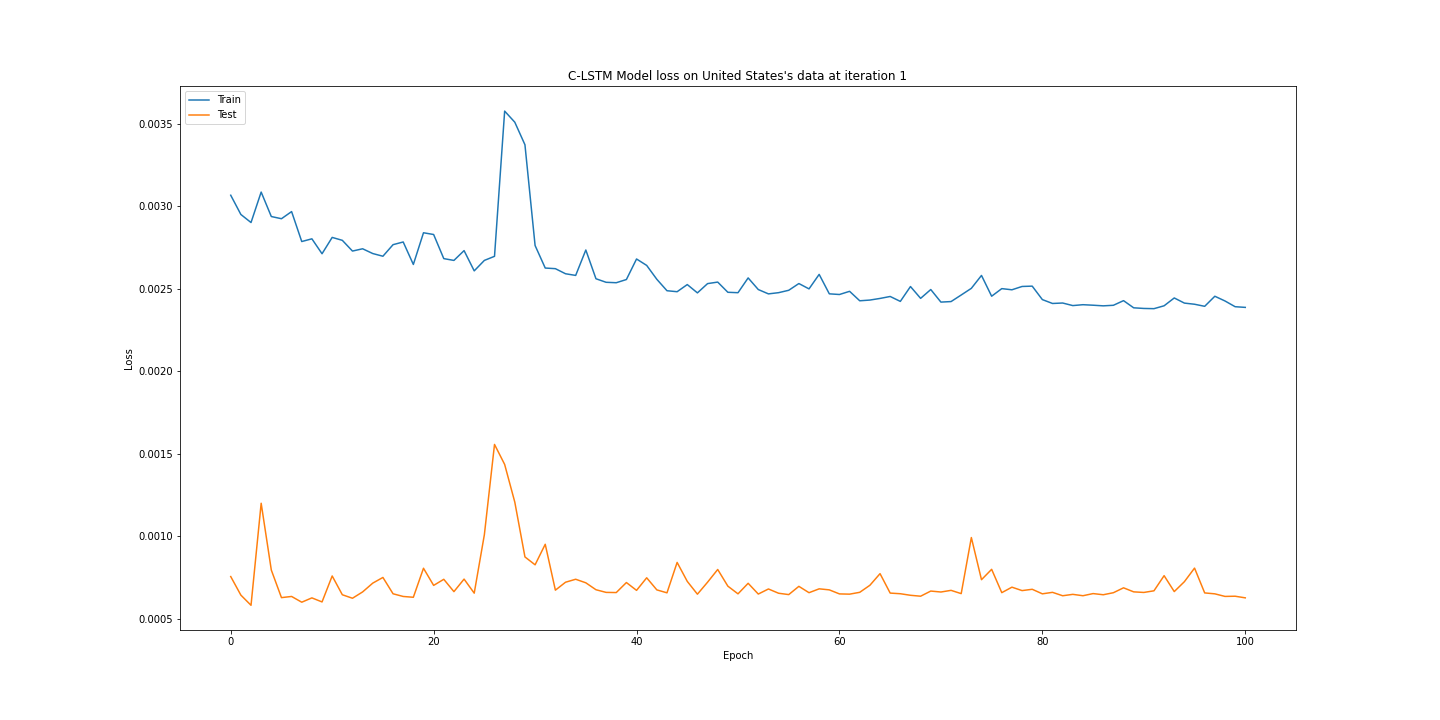 C-LSTM Model loss on United States's data at iteration 1
Train
Test
0.0035
0.0030
0.0025
0.0020
0.0015
0.0010
0.0005
Loss
0 20 40 60 80 100
Epoch